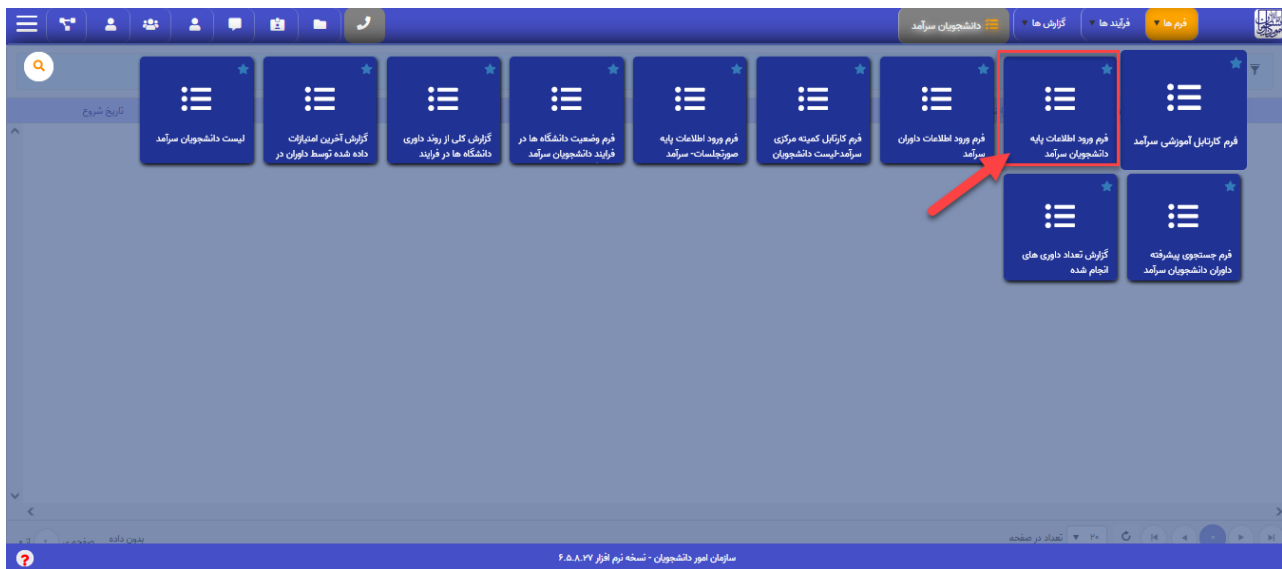 فرم ها
فرآیند ها
گزارش ها
دانشجویان سرآمد
تاریخ شروع
فرم کارتابل آموزشی سرآمد
فرم ورود اطلاعات پایه
دانشجویان سرآمد
فرم ورود اطلاعات داوران
سرآمد
فرم کارتابل کمیته مرکزی
سرآمد-لیست دانشجویان
فرم ورود اطلاعات پایه
صورتجلسات- سرآمد
فرم وضعیت دانشگاه ها در
فرایند دانشجویان سرآمد
گزارش کلی از روند داوری
دانشگاه ها در فرایند
گزارش آخرین امتیازات
داده شده توسط داوران در
لیست دانشجویان سرآمد
فرم جستجوی پیشرفته
داوران دانشجویان سرآمد
گزارش تعداد داوری های
انجام شده
۲۰ تعداد در صفحه
بدون داده
سازمان امور دانشجویان - نسخه نرم افزار ۶.۵.۸.۲۷